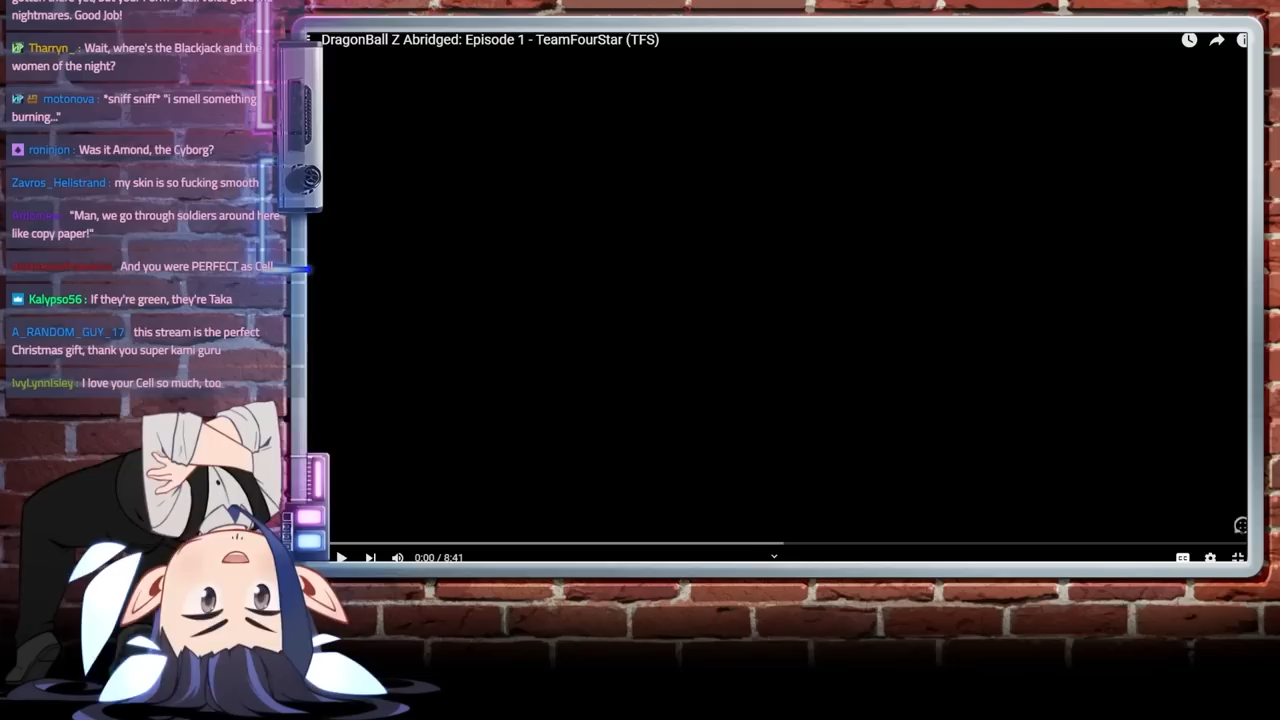 nightmares. Good Job!
Tharryn_ : Wait, where's the Blackjack and the
women of the night?
motonova : *sniff sniff* "i smell something
burning..."
roninjon : Was it Amond, the Cyborg?
Zavros_Hellstrand : my skin is so fucking smooth
"Man, we go through soldiers around here
like copy paper!"
And you were PERFECT as Cell
Kalypso56 : If they're green, they're Taka
A_RANDOM_GUY_17 this stream is the perfect
Christmas gift, thank you super kami guru
IvyLynnIsley : I love your Cell so much, too
DragonBall Z Abridged: Episode 1 - TeamFourStar (TFS)
0:00 / 8:41
CC